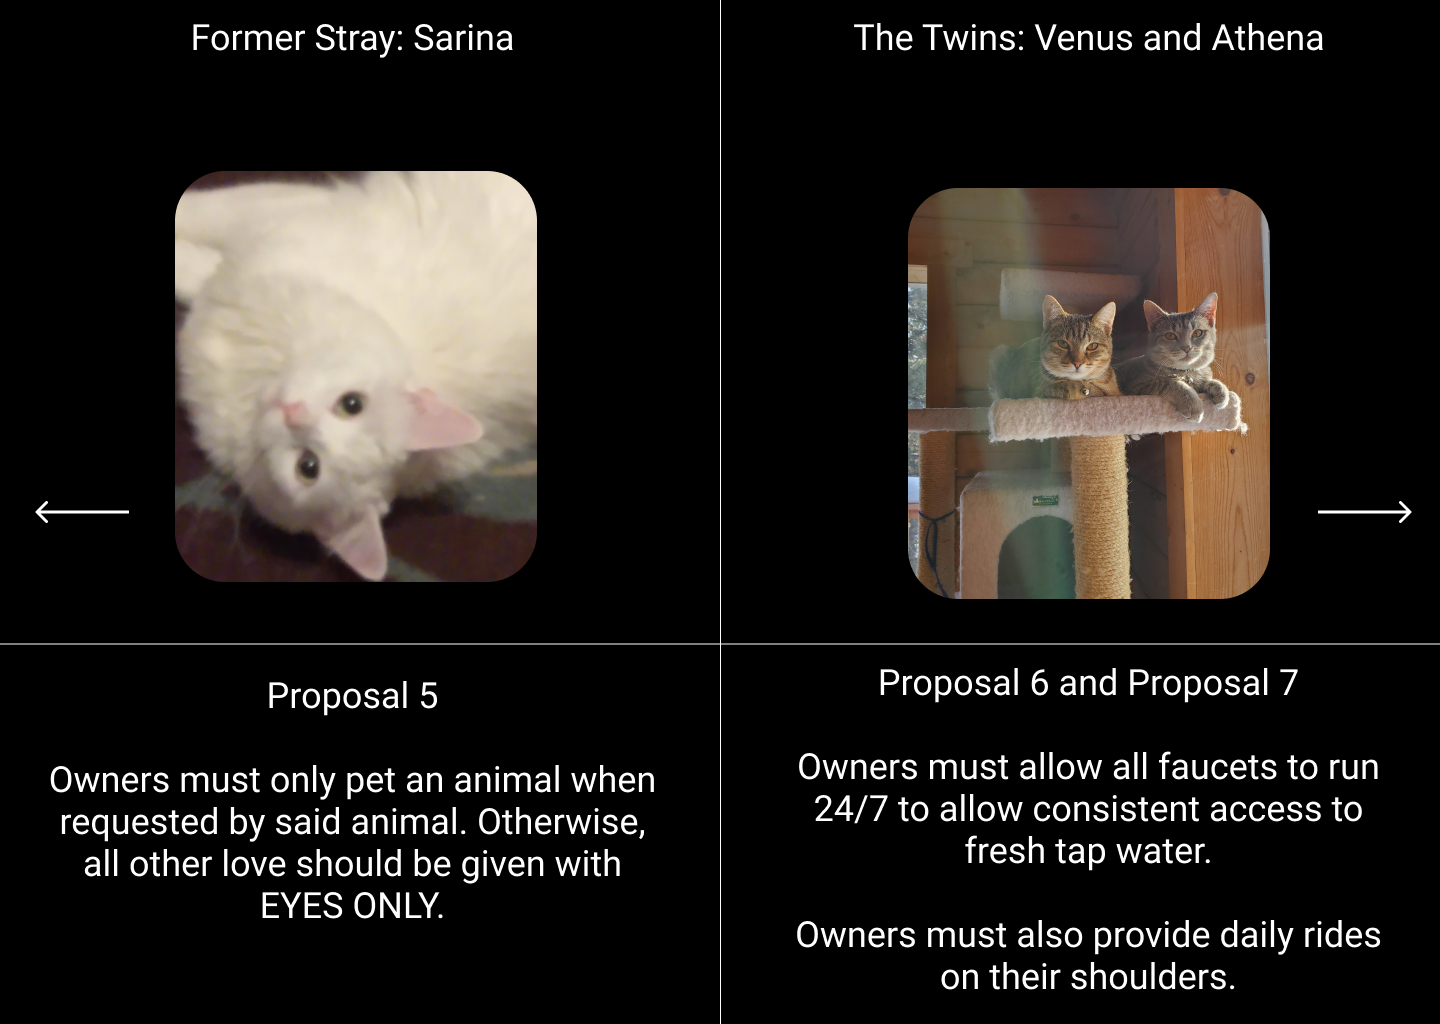 Former Stray: Sarina
The Twins: Venus and Athena
Proposal 5
Owners must only pet an animal when
requested by said animal. Otherwise,
all other love should be given with
EYES ONLY.
Proposal 6 and Proposal 7
Owners must allow all faucets to run
24/7 to allow consistent access to
fresh tap water.
Owners must also provide daily rides
on their shoulders.